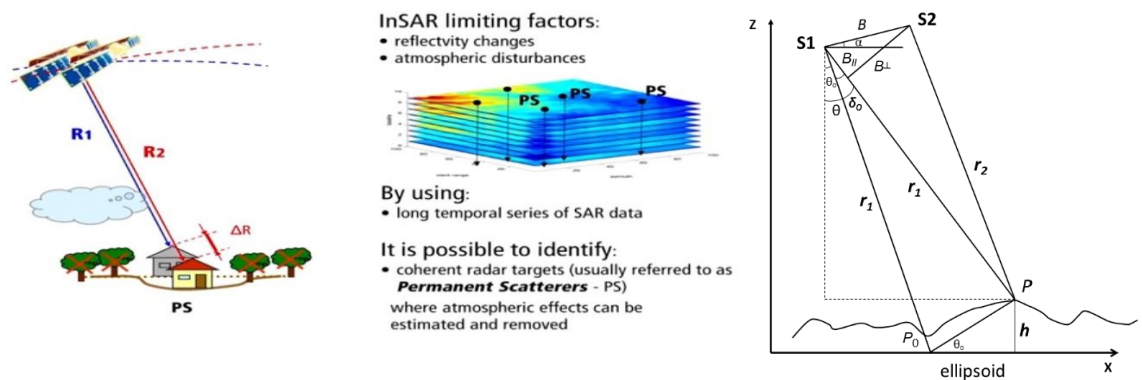 R1
R2
ΔR
PS
InSAR limiting factors:
• reflectvity changes
• atmospheric disturbances
PS
PS
PS
By using:
• long temporal series of SAR data
It is possible to identify:
• coherent radar targets (usually referred to as
Permanent Scatterers - PS)
where atmospheric effects can be
estimated and removed
z
S2
B
S1
α
B//
B⊥
θ₀
θ
δ₀
r₁
r₁
r₂
P
h
P₀
θ₀
x
ellipsoid